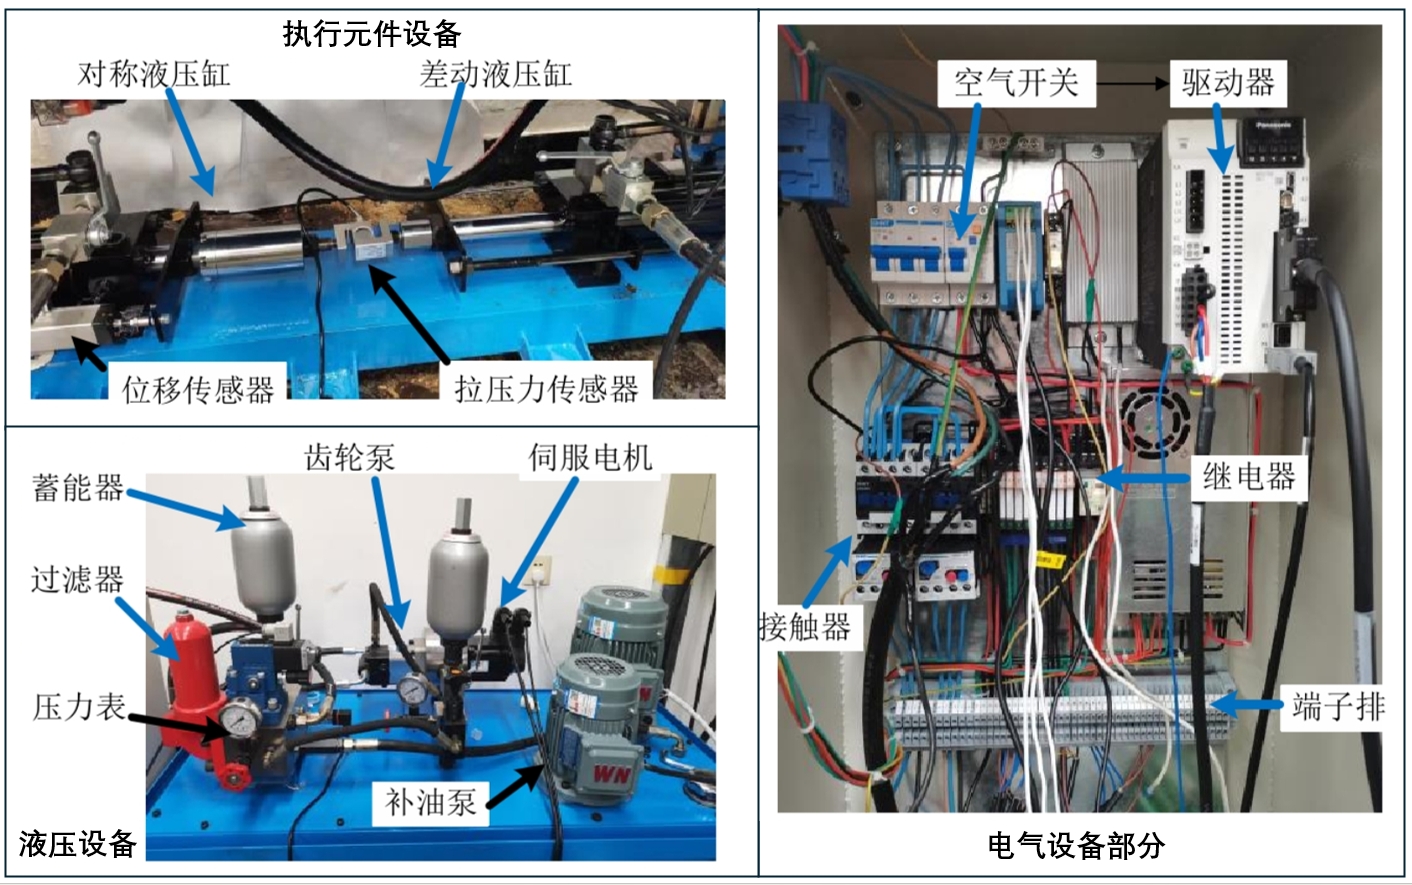 执行元件设备
对称液压缸
差动液压缸
位移传感器
拉压力传感器
齿轮泵
伺服电机
蓄能器
过滤器
压力表
补油泵
WN
液压设备
空气开关
驱动器
Panasonic
继电器
接触器
端子排
电气设备部分